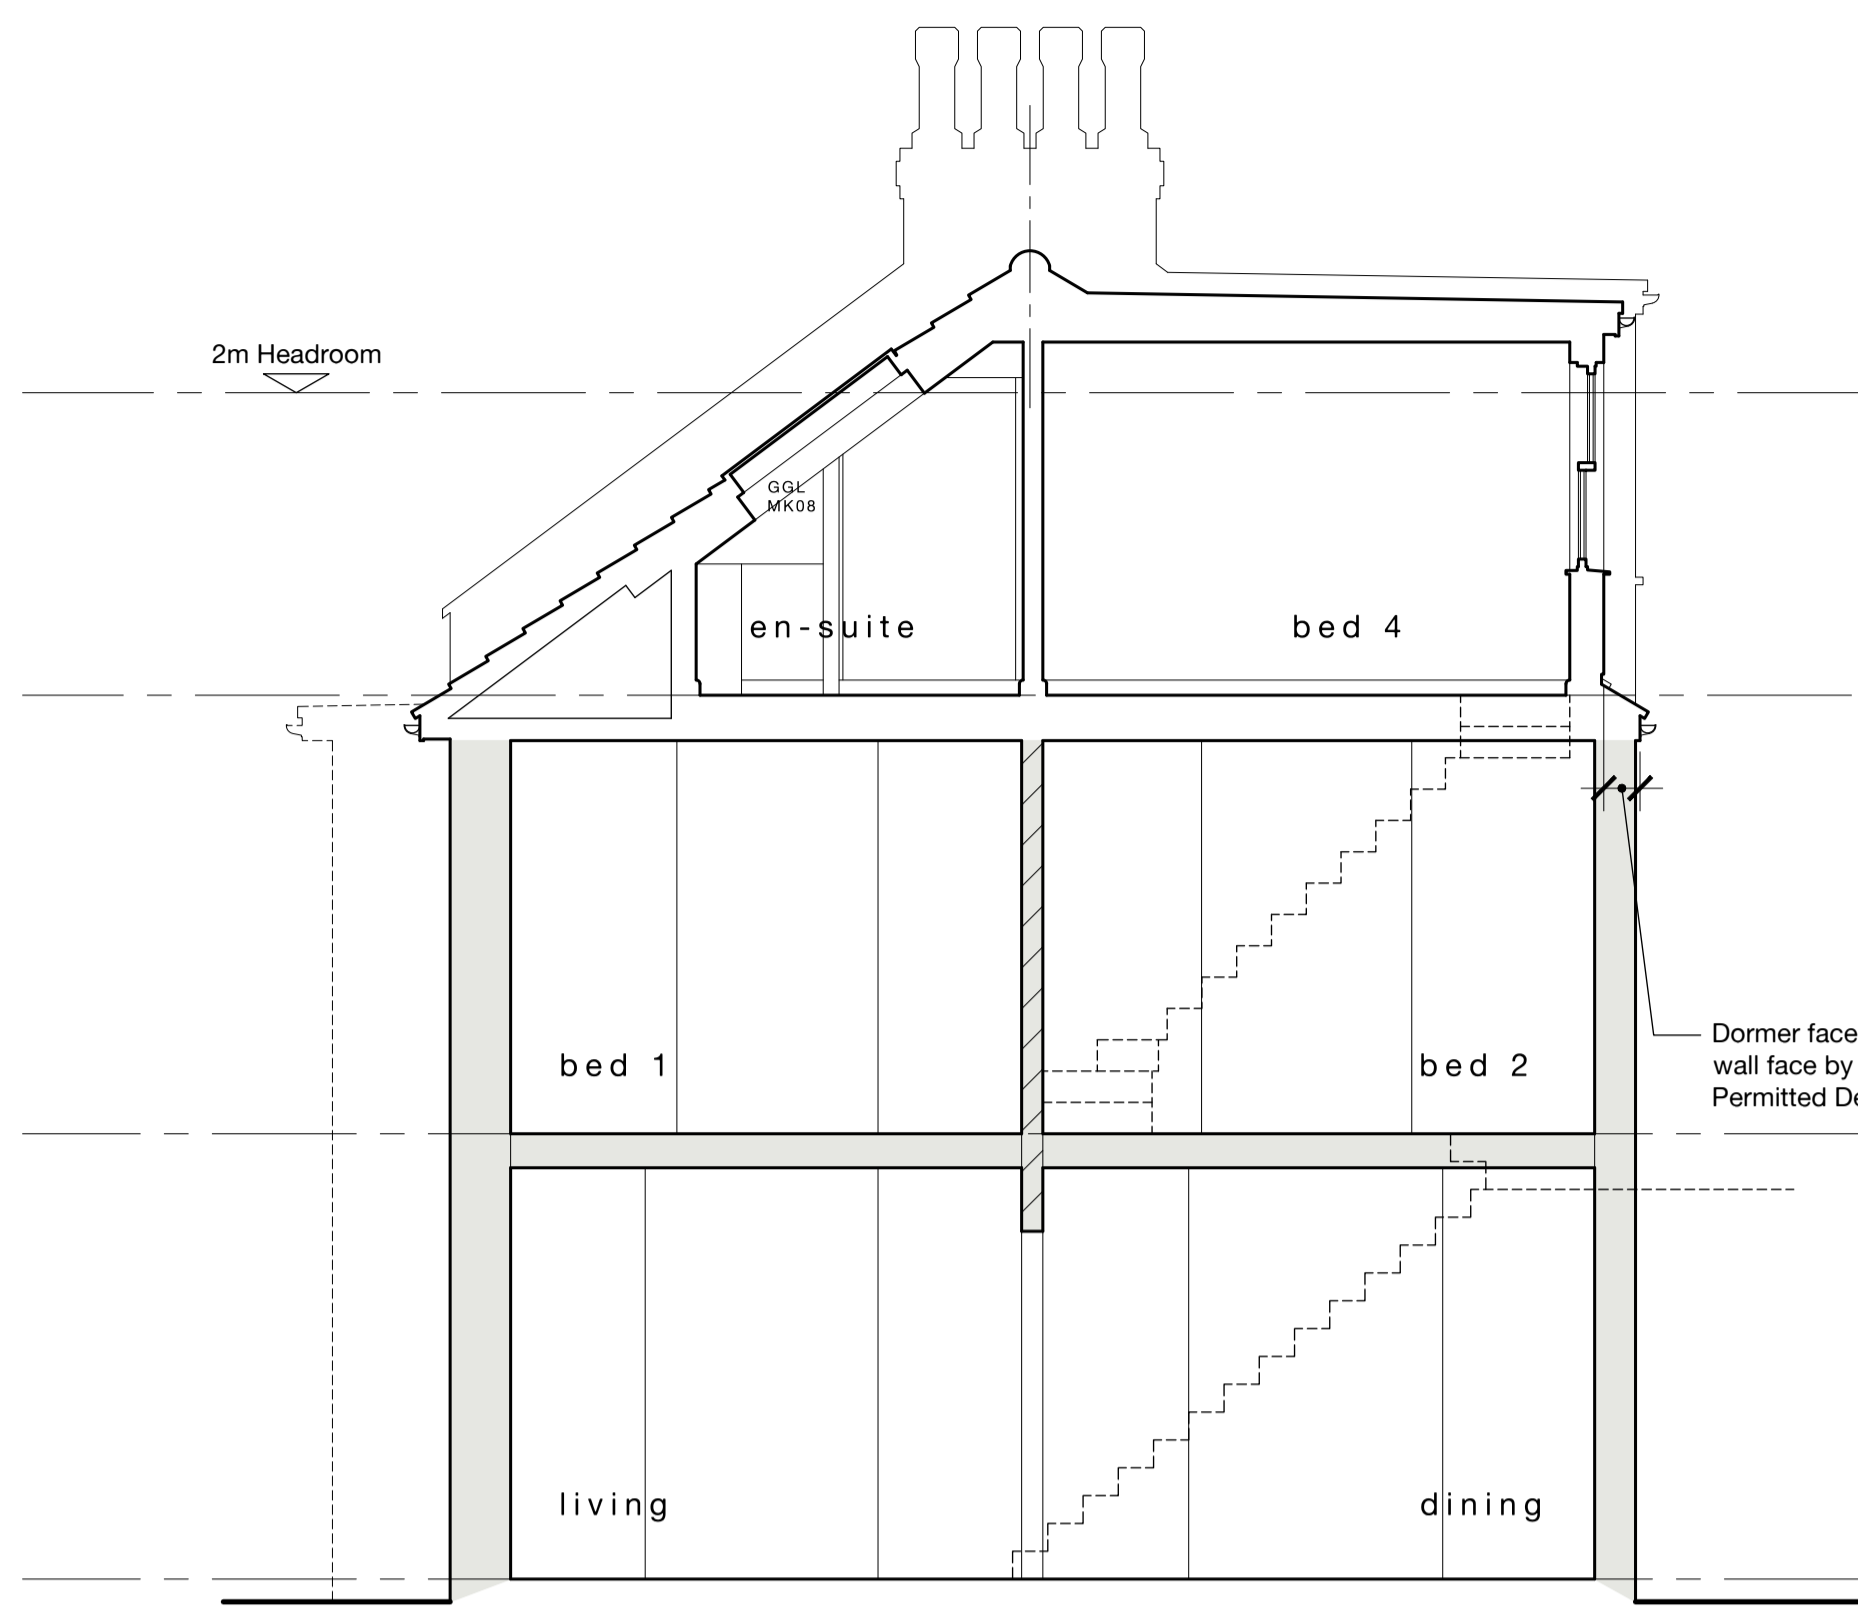 2m Headroom
GGL
MK08
en-suite
bed 4
bed 1
bed 2
Dormer face
wall face by
Permitted
living
dining